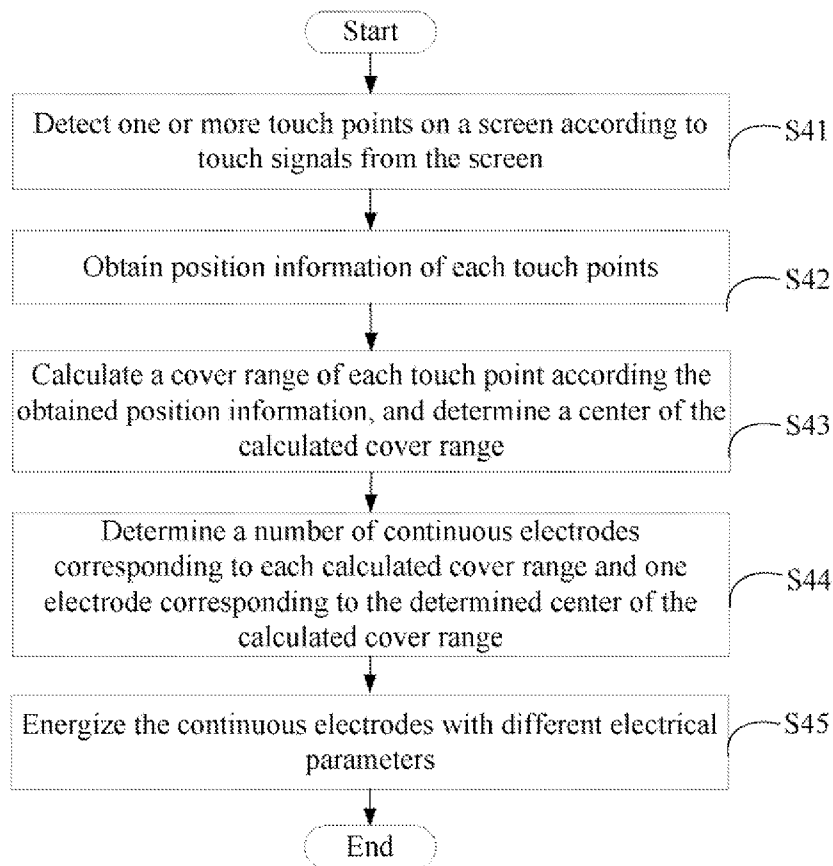 Start
Detect one or more touch points on a screen according to
touch signals from the screen
S41
Obtain position information of each touch points
S42
Calculate a cover range of each touch point according the
obtained position information, and determine a center of the
calculated cover range
S43
Determine a number of continuous electrodes
corresponding to each calculated cover range and one
electrode corresponding to the determined center of the
calculated cover range
S44
Energize the continuous electrodes with different electrical
parameters
S45
End